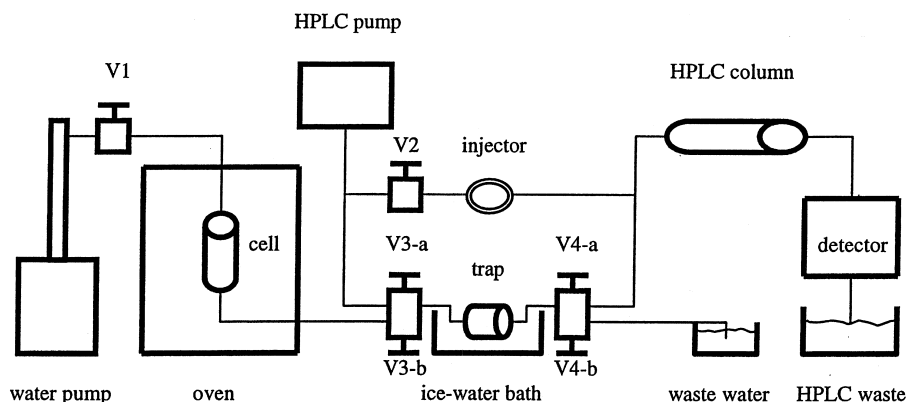 HPLC pump
V1
HPLC column
V2
injector
cell
V3-a
trap
V4-a
detector
V3-b
V4-b
water pump
oven
ice-water bath
waste water
HPLC waste